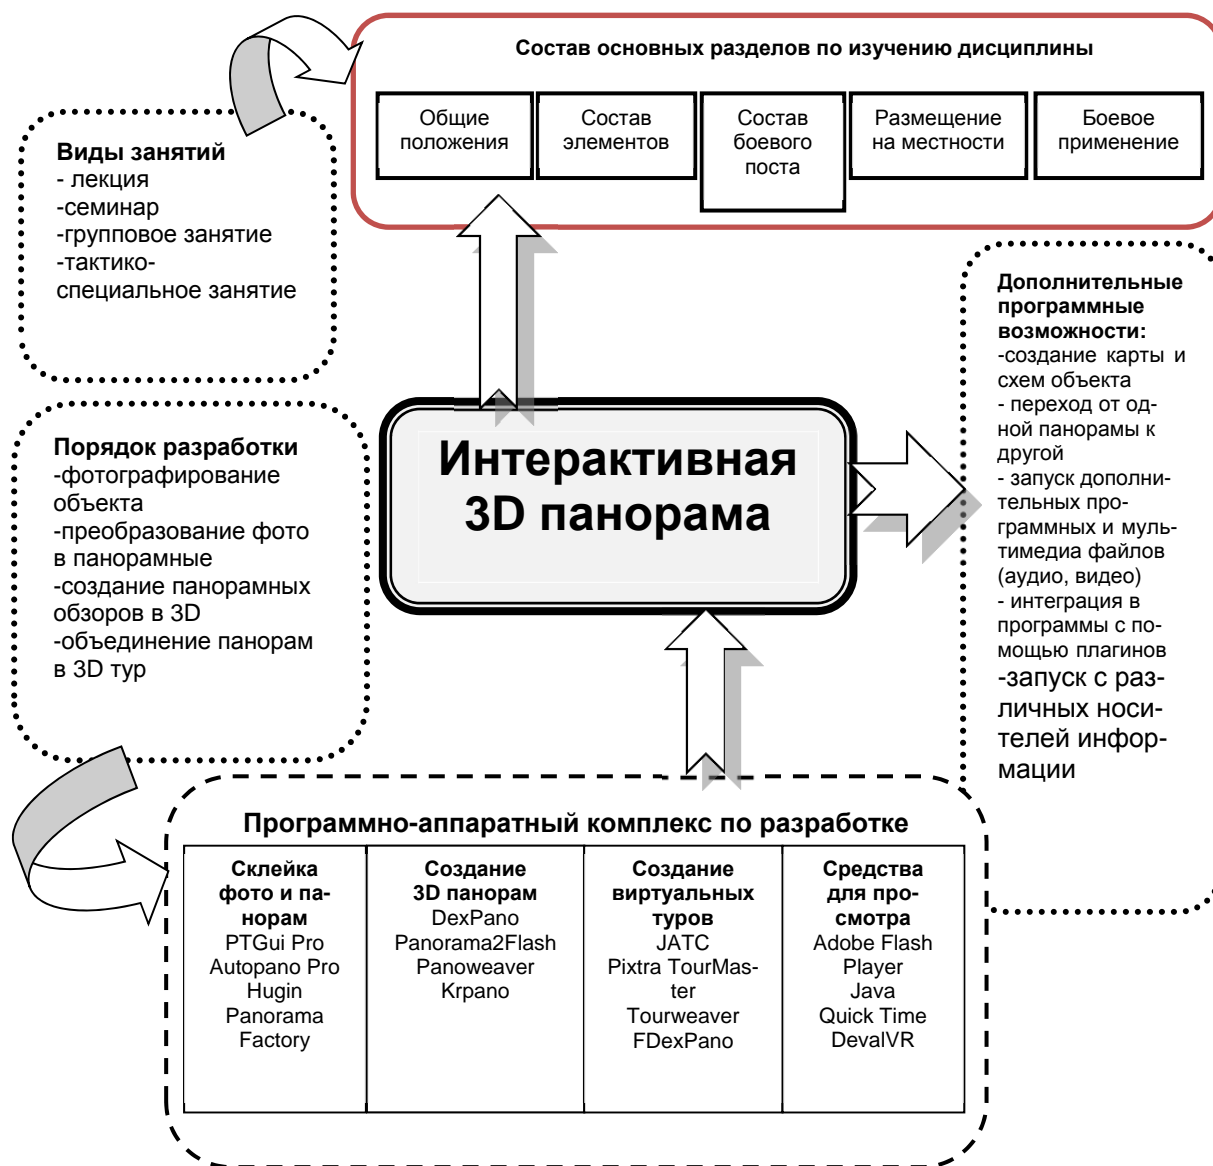 Состав основных разделов по изучению дисциплины
Общие
положения
Состав
элементов
Состав
боевого
поста
Размещение
на местности
Боевое
применение
Виды занятий
- лекция
-семинар
-групповое занятие
-тактико-
специальное занятие
Дополнительные
программные
возможности:
-создание карты и
схем объекта
- переход от од-
ной панорамы к
другой
- запуск дополни-
тельных про-
граммных и муль-
тимедиа файлов
(аудио, видео)
- интеграция в
программы с по-
мощью плагинов
-запуск с раз-
личных носи-
телей инфор-
мации
Интерактивная
3D панорама
Порядок разработки
-фотографирование
объекта
-преобразование фото
в панорамные
-создание панорамных
обзоров в 3D
-объединение панорам
в 3D тур
Программно-аппаратный комплекс по разработке
Склейка
фото и па-
норам
PTGui Pro
Autopano Pro
Hugin
Panorama
Factory
Создание
3D панорам
DexPano
Panorama2Flash
Panoweaver
Krpano
Создание
виртуальных
туров
JATC
Pixtra TourMas-
ter
Tourweaver
FDexPano
Средства
для про-
смотра
Adobe Flash
Player
Java
Quick Time
DevalVR